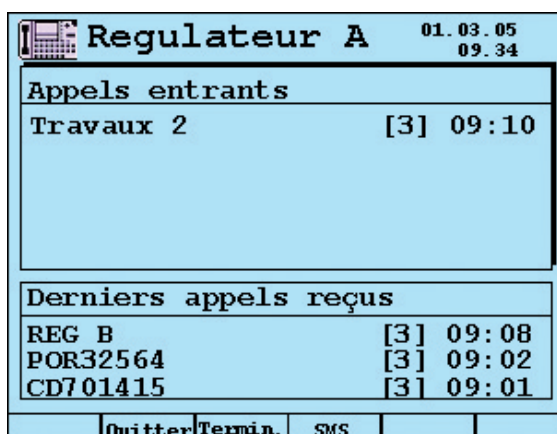 Regulateur A 01.03.05
09.34
Appels entrants
Travaux 2 [3] 09:10
Derniers appels reçus
REG B [3] 09:08
POR32564 [3] 09:02
CD701415 [3] 09:01
Quitter Termin. SMS